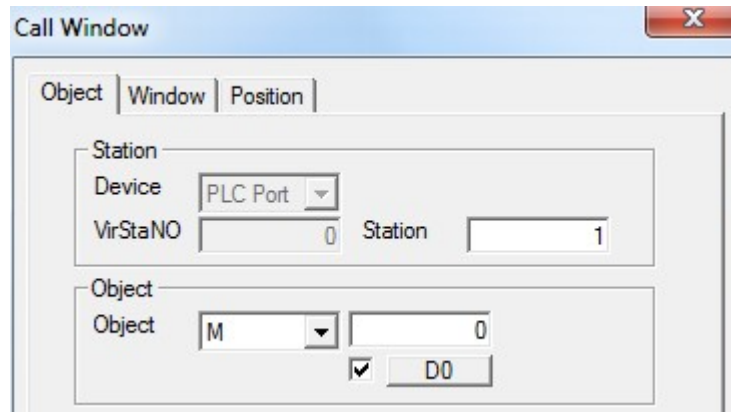 Call Window
Object Window Position
Station
Device PLC Port
VirStaNO 0 Station 1
Object
Object M 0
D0